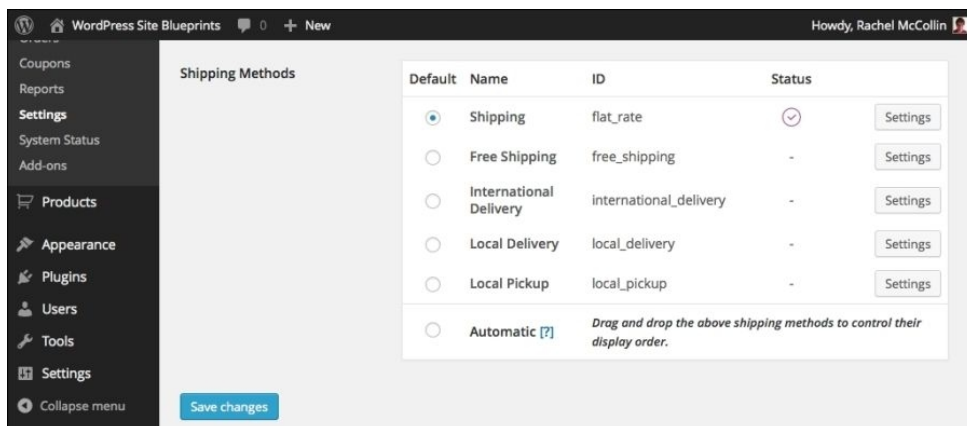 WordPress Site Blueprints 0 + New Howdy, Rachel McCollin
Orders
Coupons
Reports
Settings
System Status
Add-ons
Products
Appearance
Plugins
Users
Tools
Settings
Collapse menu
Shipping Methods
Default Name ID Status
Shipping flat_rate Settings
Free Shipping free_shipping - Settings
International
Delivery international_delivery - Settings
Local Delivery local_delivery - Settings
Local Pickup local_pickup - Settings
Automatic [?] Drag and drop the above shipping methods to control their
display order.
Save changes